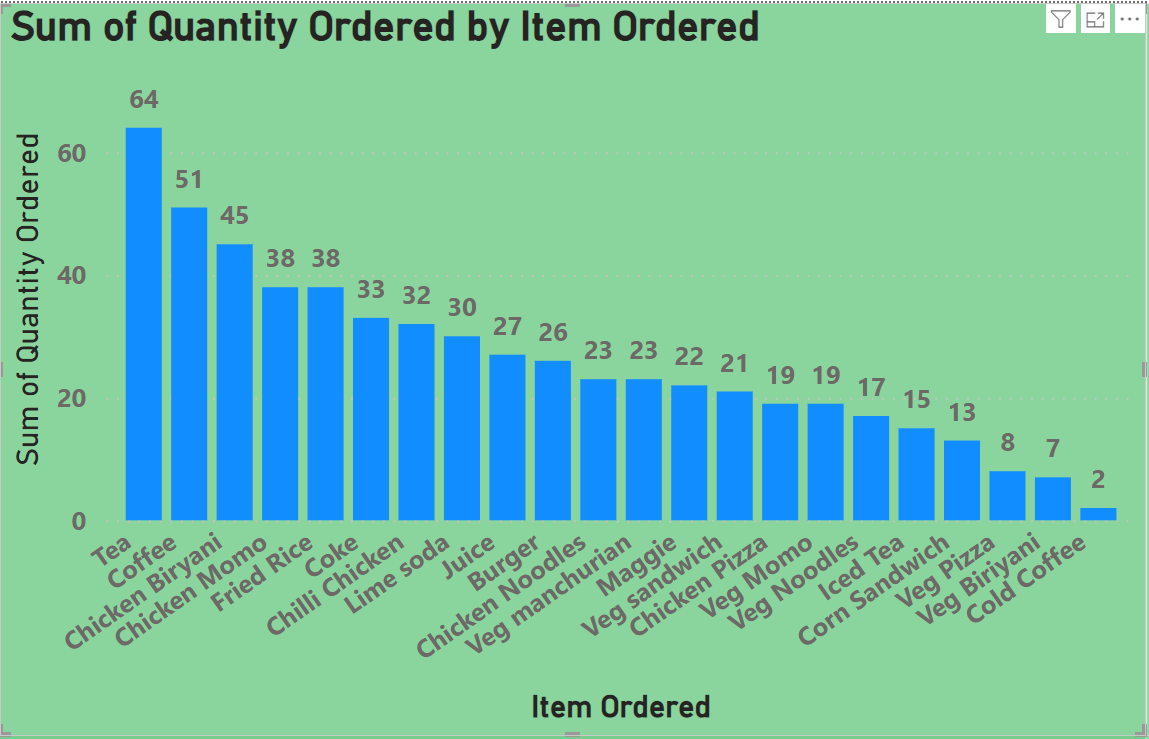 Sum of Quantity Ordered by Item Ordered
Sum of Quantity Ordered
60
40
20
0
64
51
45
38
38
33
32
30
27
26
23
23
22
21
19
19
17
15
13
8
7
2
Tea
Coffee
Chicken Biryani
Chicken Momo
Fried Rice
Coke
Chilli Chicken
Lime soda
Juice
Burger
Chicken Noodles
Veg manchurian
Maggie
Veg sandwich
Chicken Pizza
Veg Momo
Veg Noodles
Iced Tea
Corn Sandwich
Veg Pizza
Veg Biriyani
Cold Coffee
Item Ordered